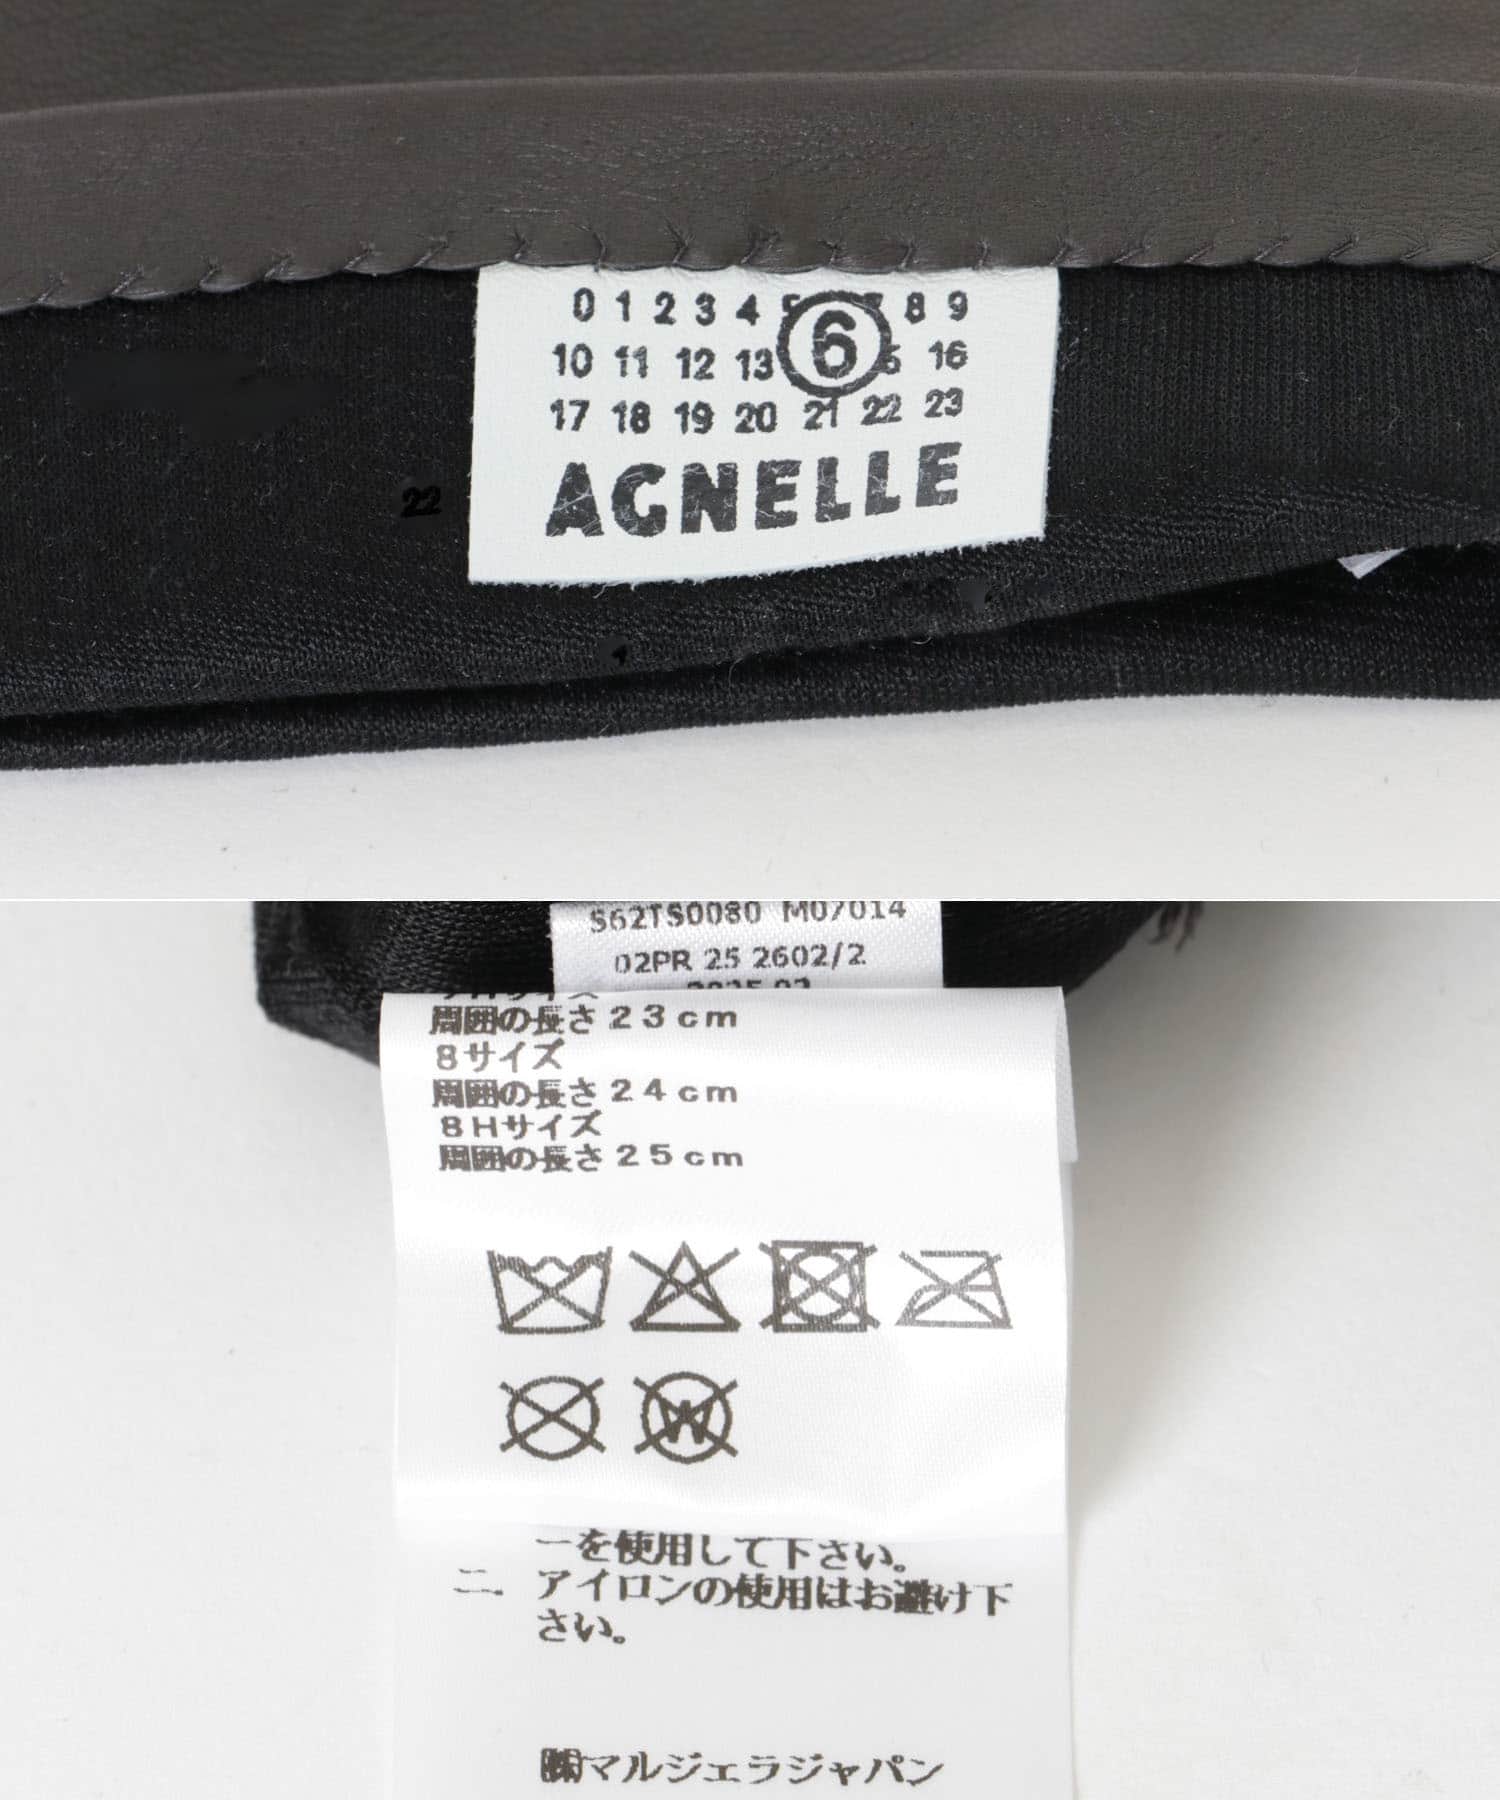 0 1 2 3 4 5 7 8 9
6
10 11 12 13 16
17 18 19 20 21 22 23
AGNELLE
22
S62TS0080 M07014
02PR 25 2602/2
周囲の長さ23cm
8サイズ
周囲の長さ24cm
8Hサイズ
周囲の長さ25cm
W
ーを使用して下さい。
二. アイロンの使用はお避け下
さい。
㈱マルジェラジャパン